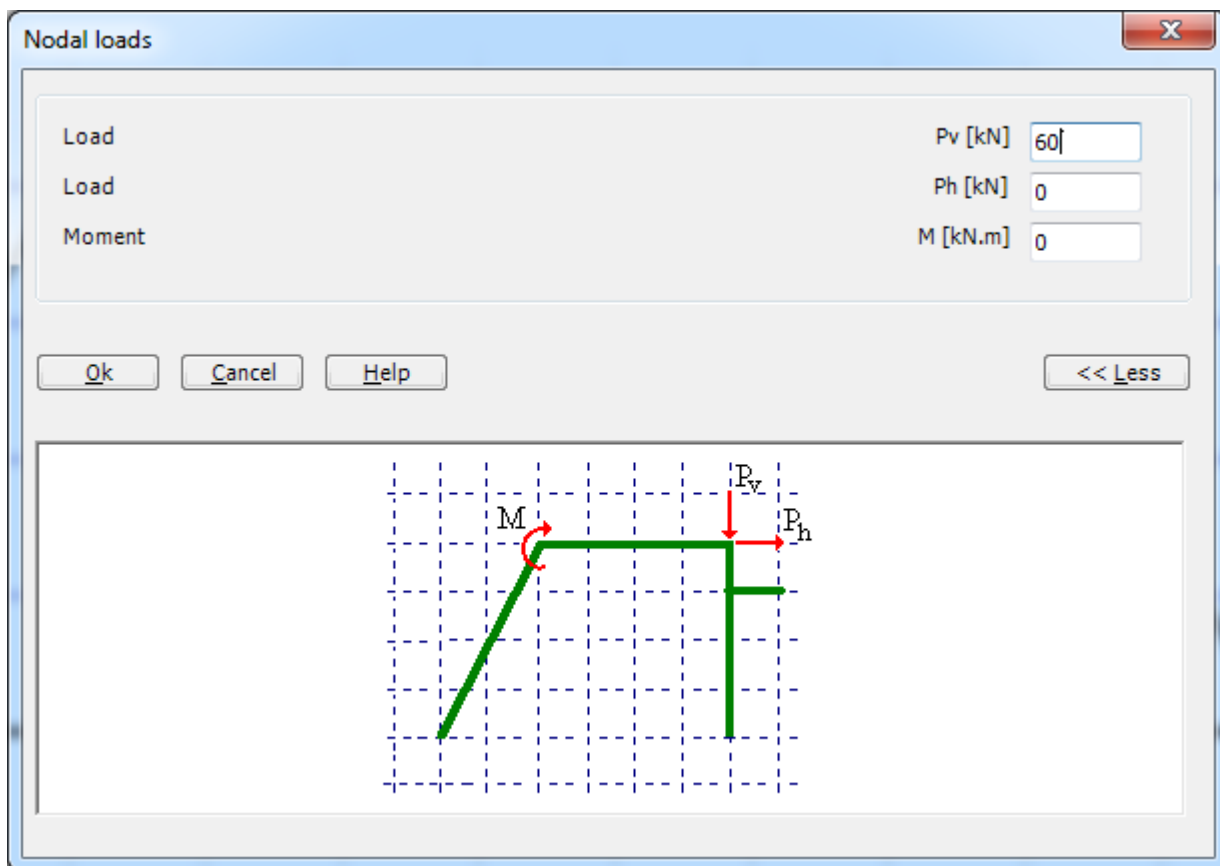 Nodal loads
x
Load Pv [kN] 60
Load Ph [kN] 0
Moment M [kN.m] 0
Ok Cancel Help << Less
Pv
M Ph